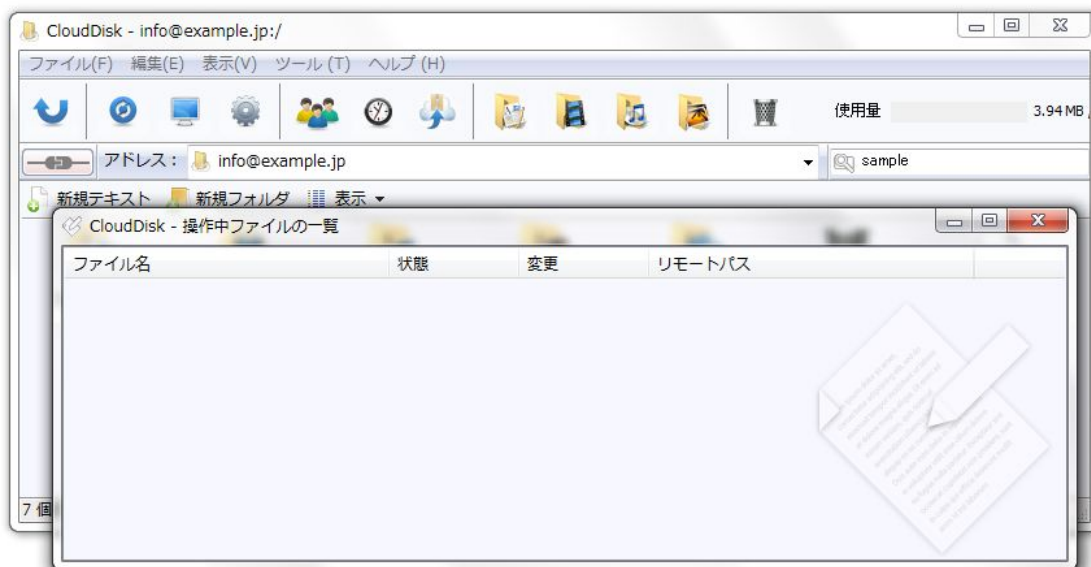 CloudDisk - info@example.jp:/
ファイル(F) 編集(E) 表示(V) ツール (T) ヘルプ (H)
使用量 3.94 MB
アドレス： info@example.jp sample
新規テキスト 新規フォルダ 表示
CloudDisk - 操作中ファイルの一覧
ファイル名 状態 変更 リモートパス
7 個